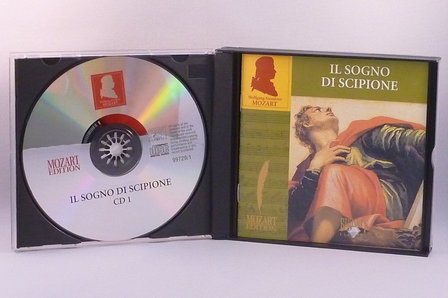 MOZART
EDITION
99729/1
IL SOGNO DI SCIPIONE
CD 1
Wolfgang Amadeus
MOZART
IL SOGNO
DI SCIPIONE
MOZART
EDITION